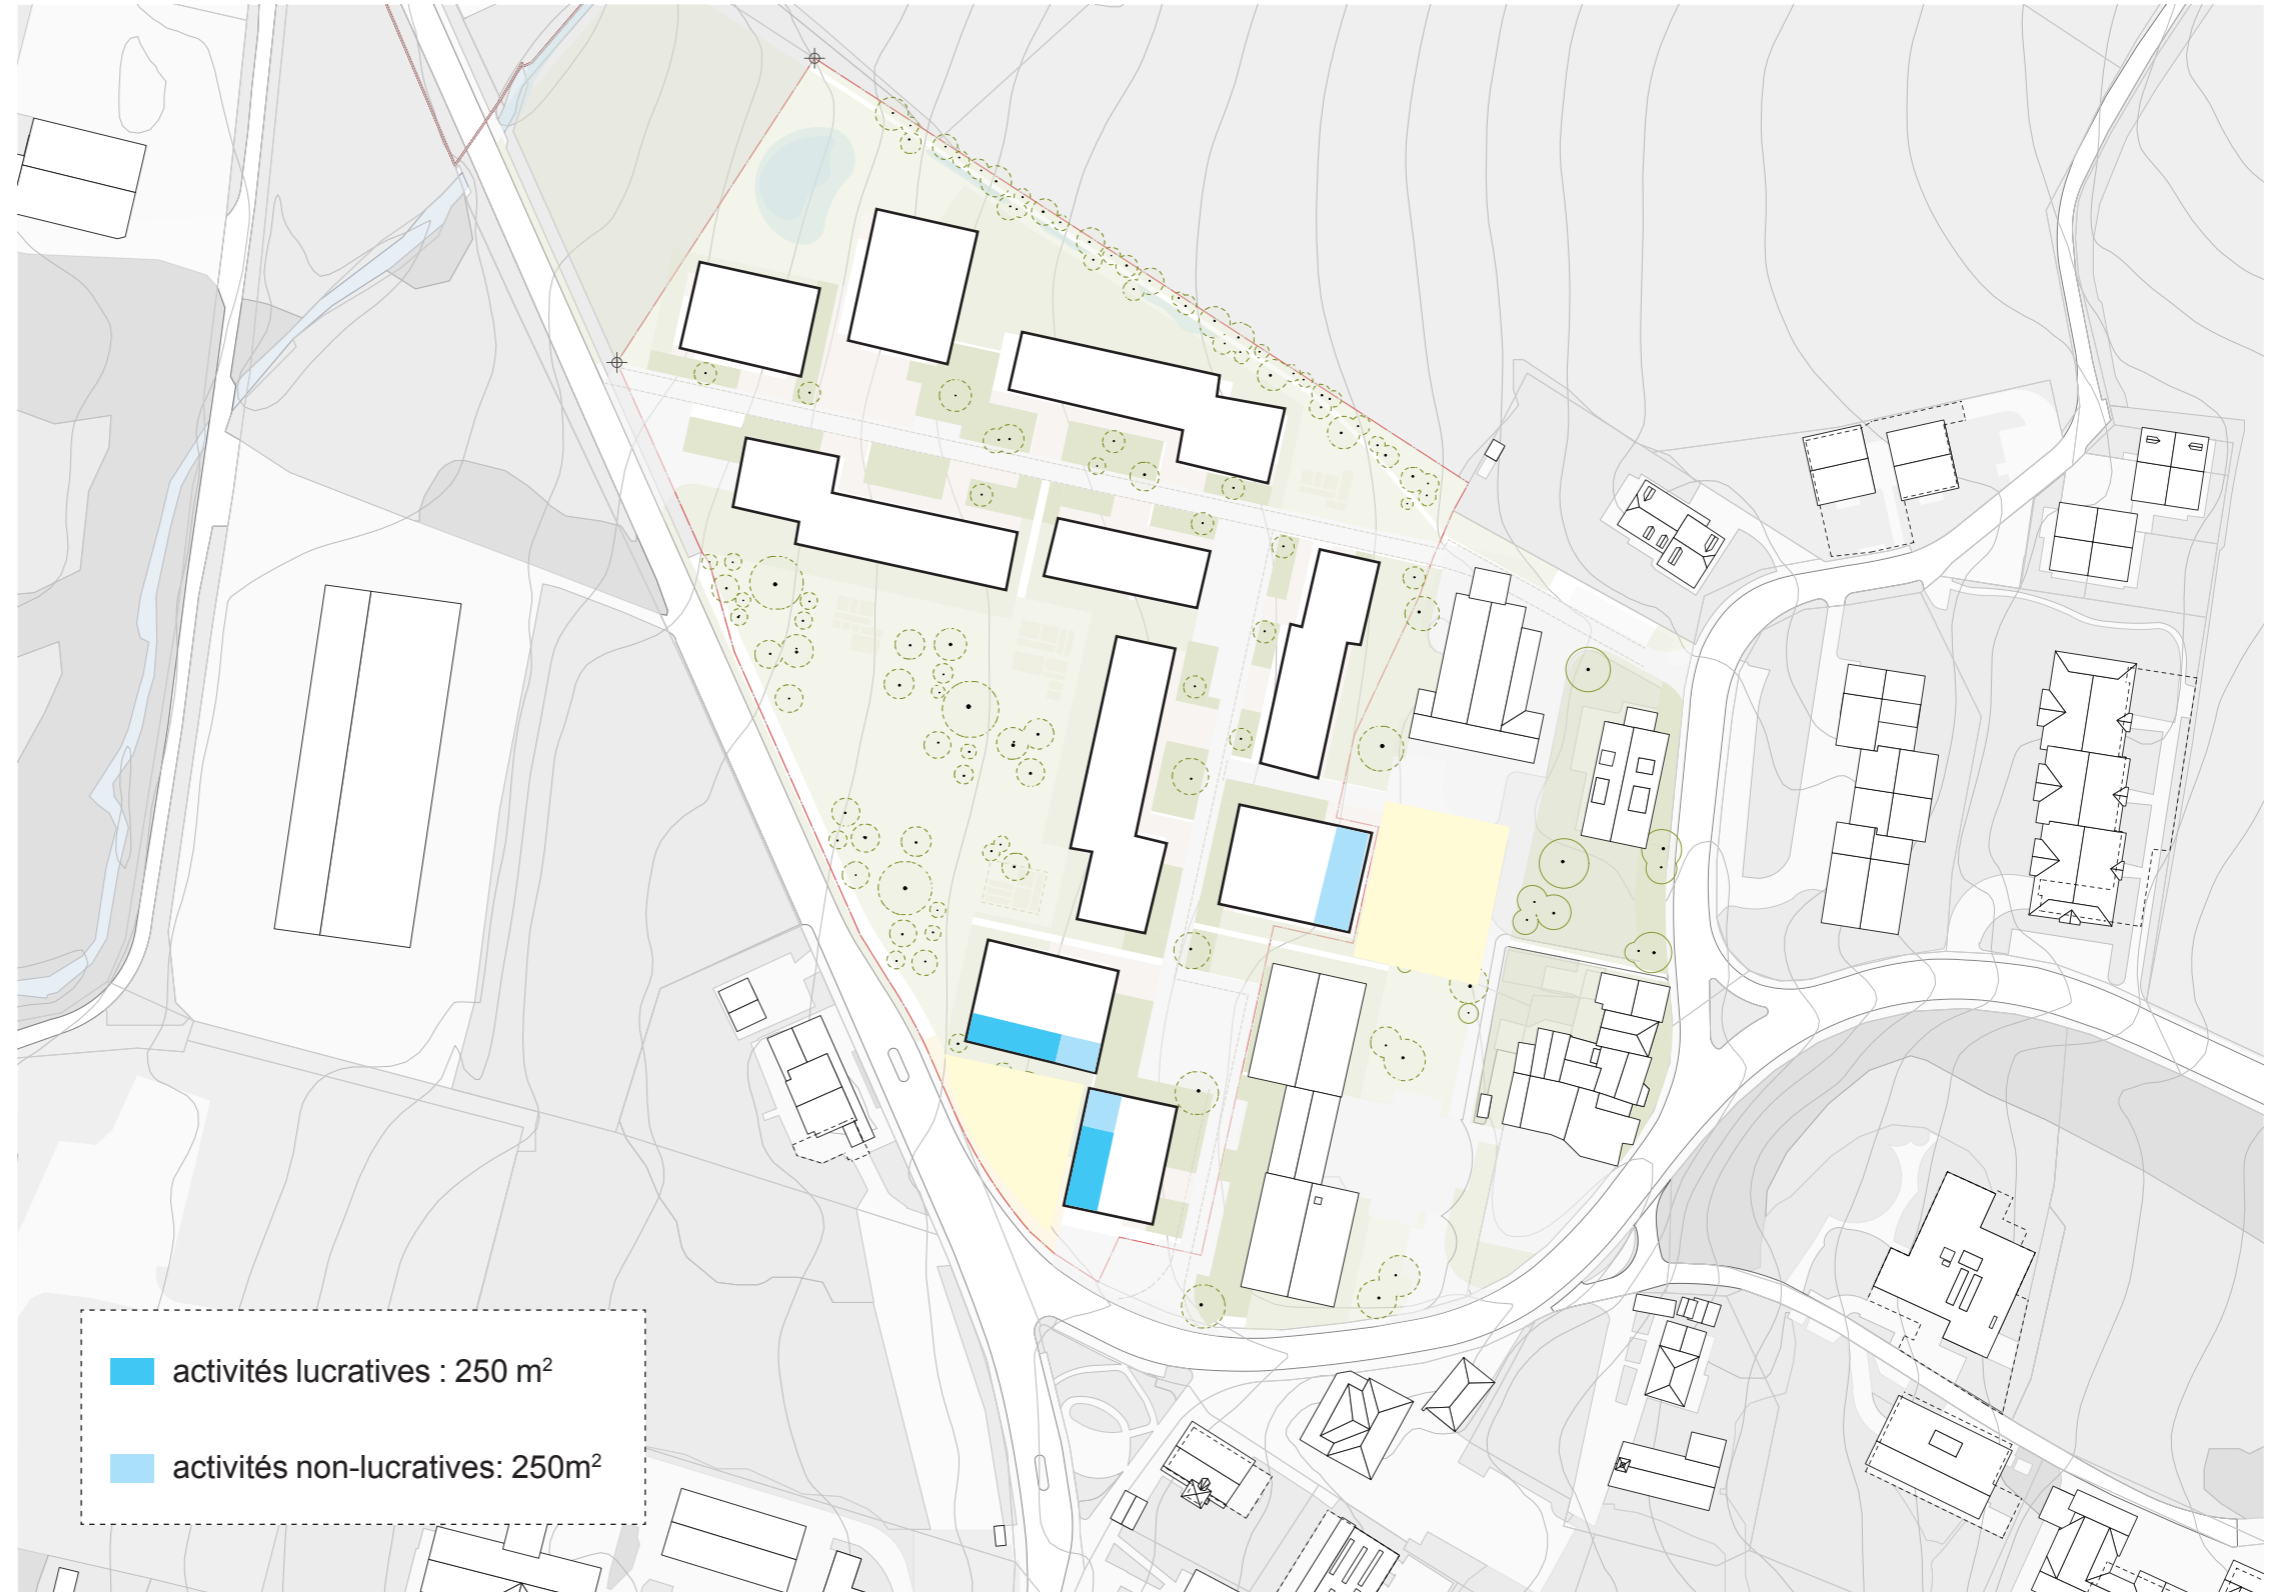 activités lucratives : 250 m²
activités non-lucratives: 250m²